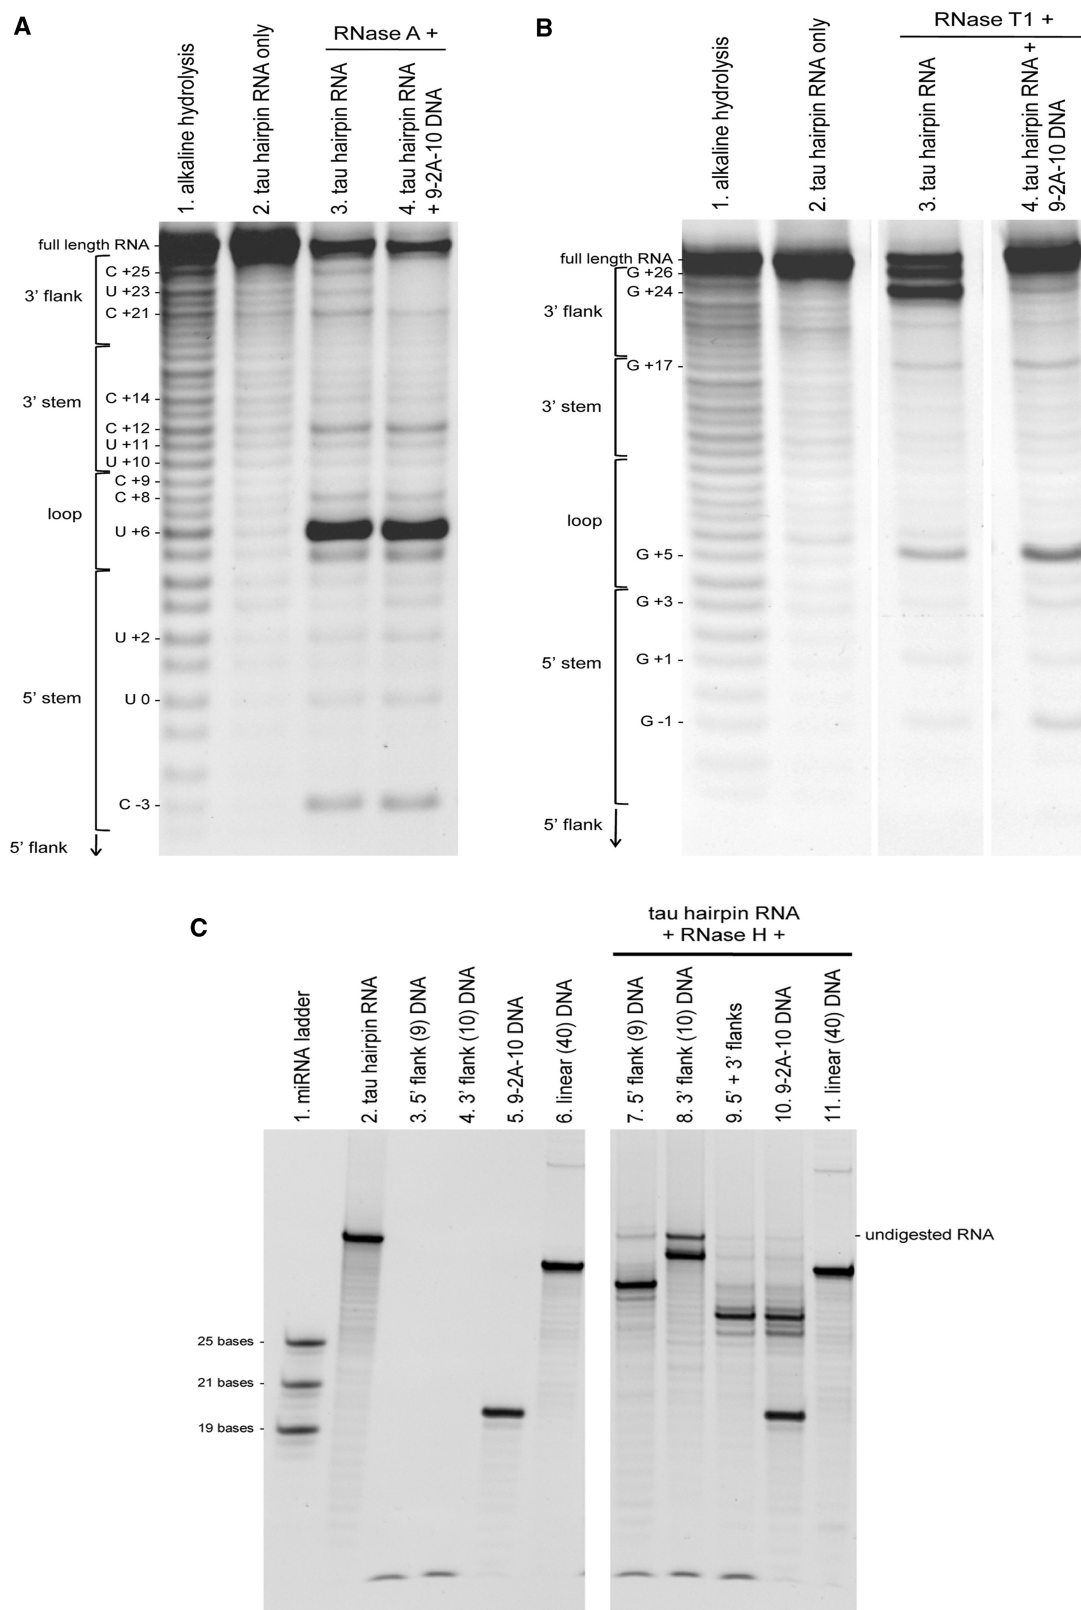 A
RNase A +
1. alkaline hydrolysis
2. tau hairpin RNA only
3. tau hairpin RNA
4. tau hairpin RNA
+ 9-2A-10 DNA
full length RNA -
C +25 -
U +23 -
C +21 -
3' flank
C +14 -
3' stem
C +12 -
U +11 -
U +10 -
C +9 -
C +8 -
loop
U +6 -
U +2 -
5' stem
U 0 -
C -3 -
5' flank
B
RNase T1 +
1. alkaline hydrolysis
2. tau hairpin RNA only
3. tau hairpin RNA
4. tau hairpin RNA +
9-2A-10 DNA
full length RNA -
G +26 -
G +24 -
3' flank
G +17 -
3' stem
loop
G +5 -
G +3 -
G +1 -
5' stem
G -1 -
5' flank
C
tau hairpin RNA
+ RNase H +
1. miRNA ladder
2. tau hairpin RNA
3. 5' flank (9) DNA
4. 3' flank (10) DNA
5. 9-2A-10 DNA
6. linear (40) DNA
7. 5' flank (9) DNA
8. 3' flank (10) DNA
9. 5' + 3' flanks
10. 9-2A-10 DNA
11. linear (40) DNA
- undigested RNA
25 bases -
21 bases -
19 bases -